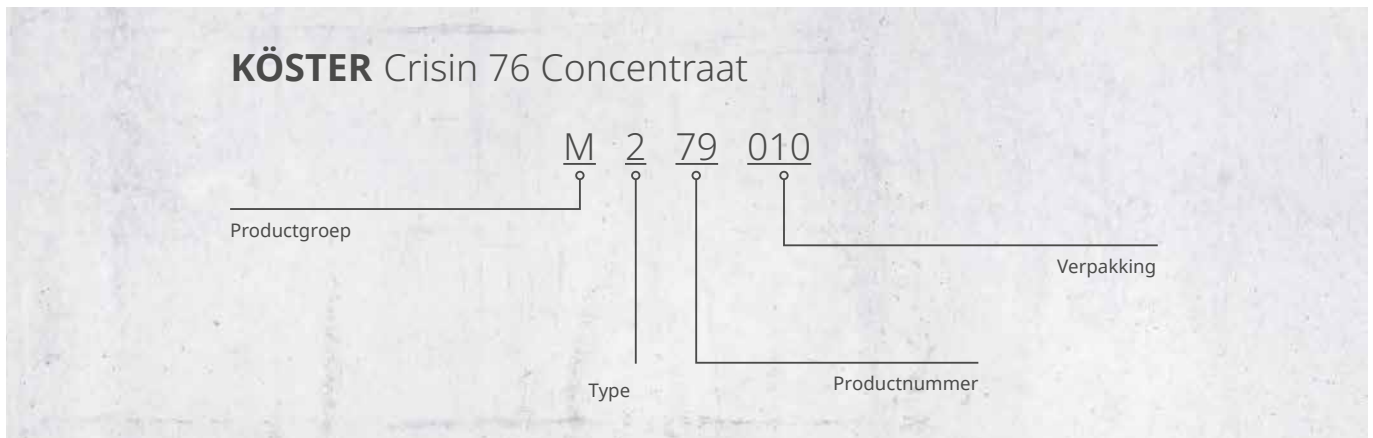 KÖSTER Crisin 76 Concentraat
M 2 79 010
Productgroep
Verpakking
Type
Productnummer